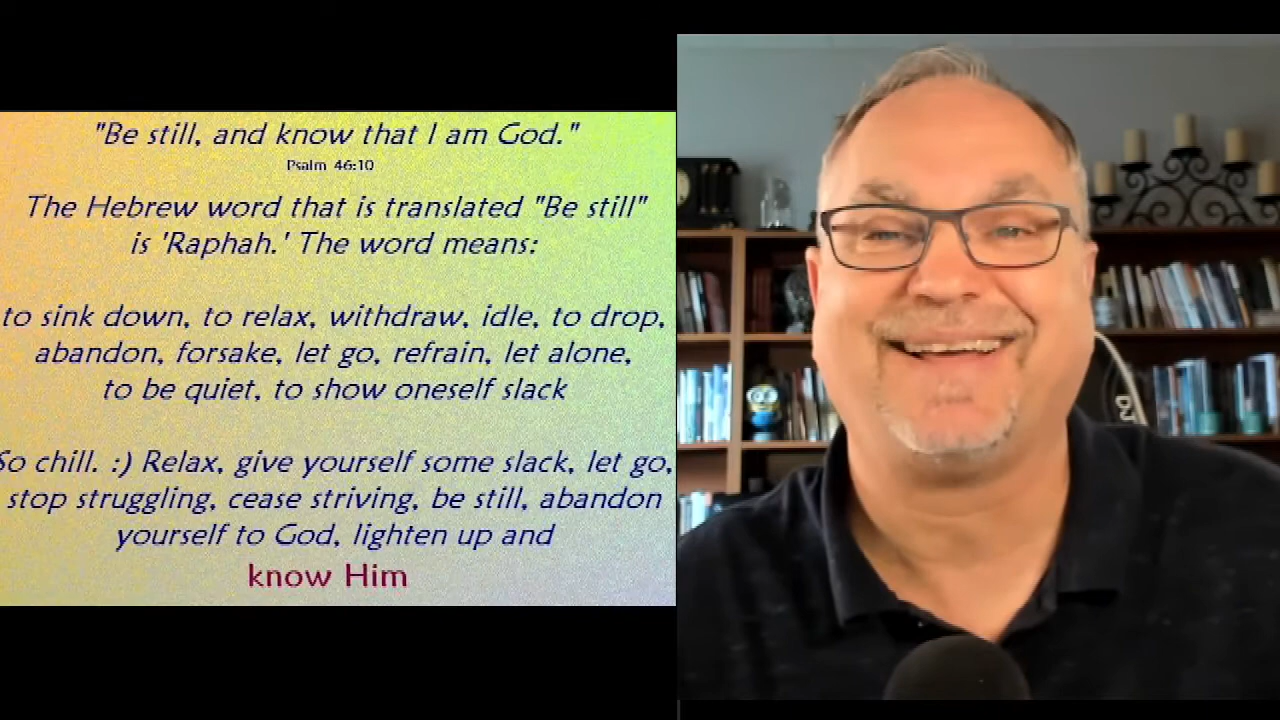 "Be still, and know that I am God."
Psalm 46:10
The Hebrew word that is translated "Be still"
is 'Raphah.' The word means:
to sink down, to relax, withdraw, idle, to drop,
abandon, forsake, let go, refrain, let alone,
to be quiet, to show oneself slack
So chill. :) Relax, give yourself some slack, let go,
stop struggling, cease striving, be still, abandon
yourself to God, lighten up and
know Him